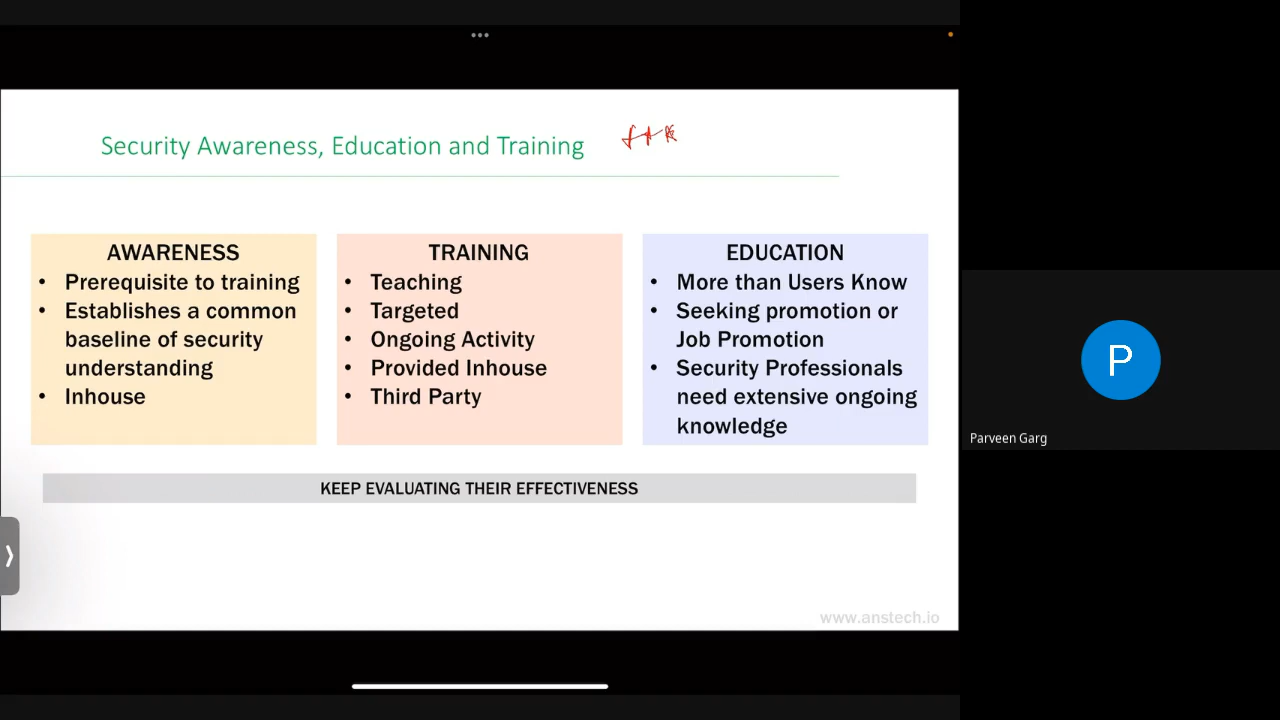 Security Awareness, Education and Training
AWARENESS
• Prerequisite to training
• Establishes a common
baseline of security
understanding
• Inhouse
TRAINING
• Teaching
• Targeted
• Ongoing Activity
• Provided Inhouse
• Third Party
EDUCATION
• More than Users Know
• Seeking promotion or
Job Promotion
• Security Professionals
need extensive ongoing
knowledge
KEEP EVALUATING THEIR EFFECTIVENESS
www.anstech.io
P
Parveen Garg